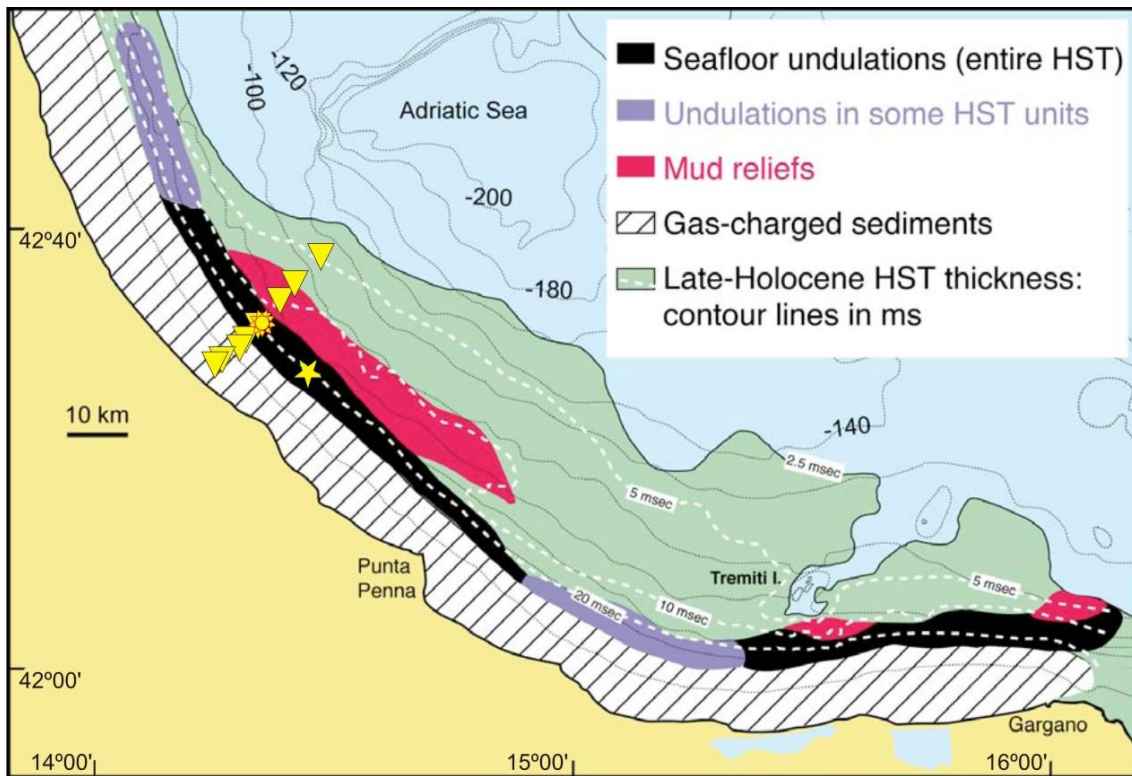 Seafloor undulations (entire HST)
Undulations in some HST units
Mud reliefs
Gas-charged sediments
Late-Holocene HST thickness:
contour lines in ms
Adriatic Sea
-120
-100
-200
-180
-140
42º40'
10 km
2.5 msec
5 msec
Punta
Penna
Tremiti I.
5 msec
20 msec
10 msec
42º00'
Gargano
14º00'
15º00'
16º00'